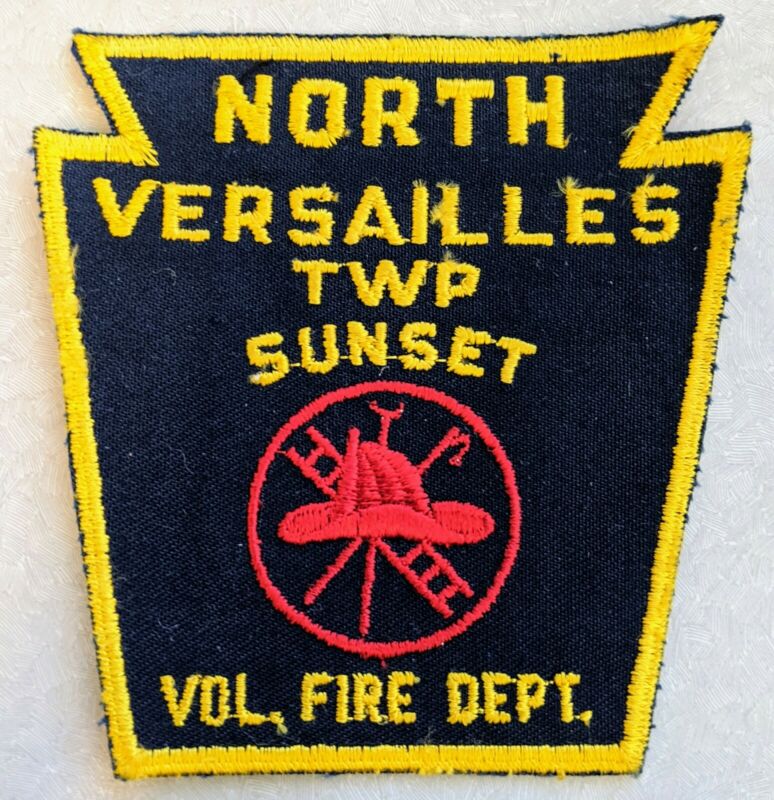 NORTH
VERSAILLES
TWP
SUNSET
VOL. FIRE DEPT.